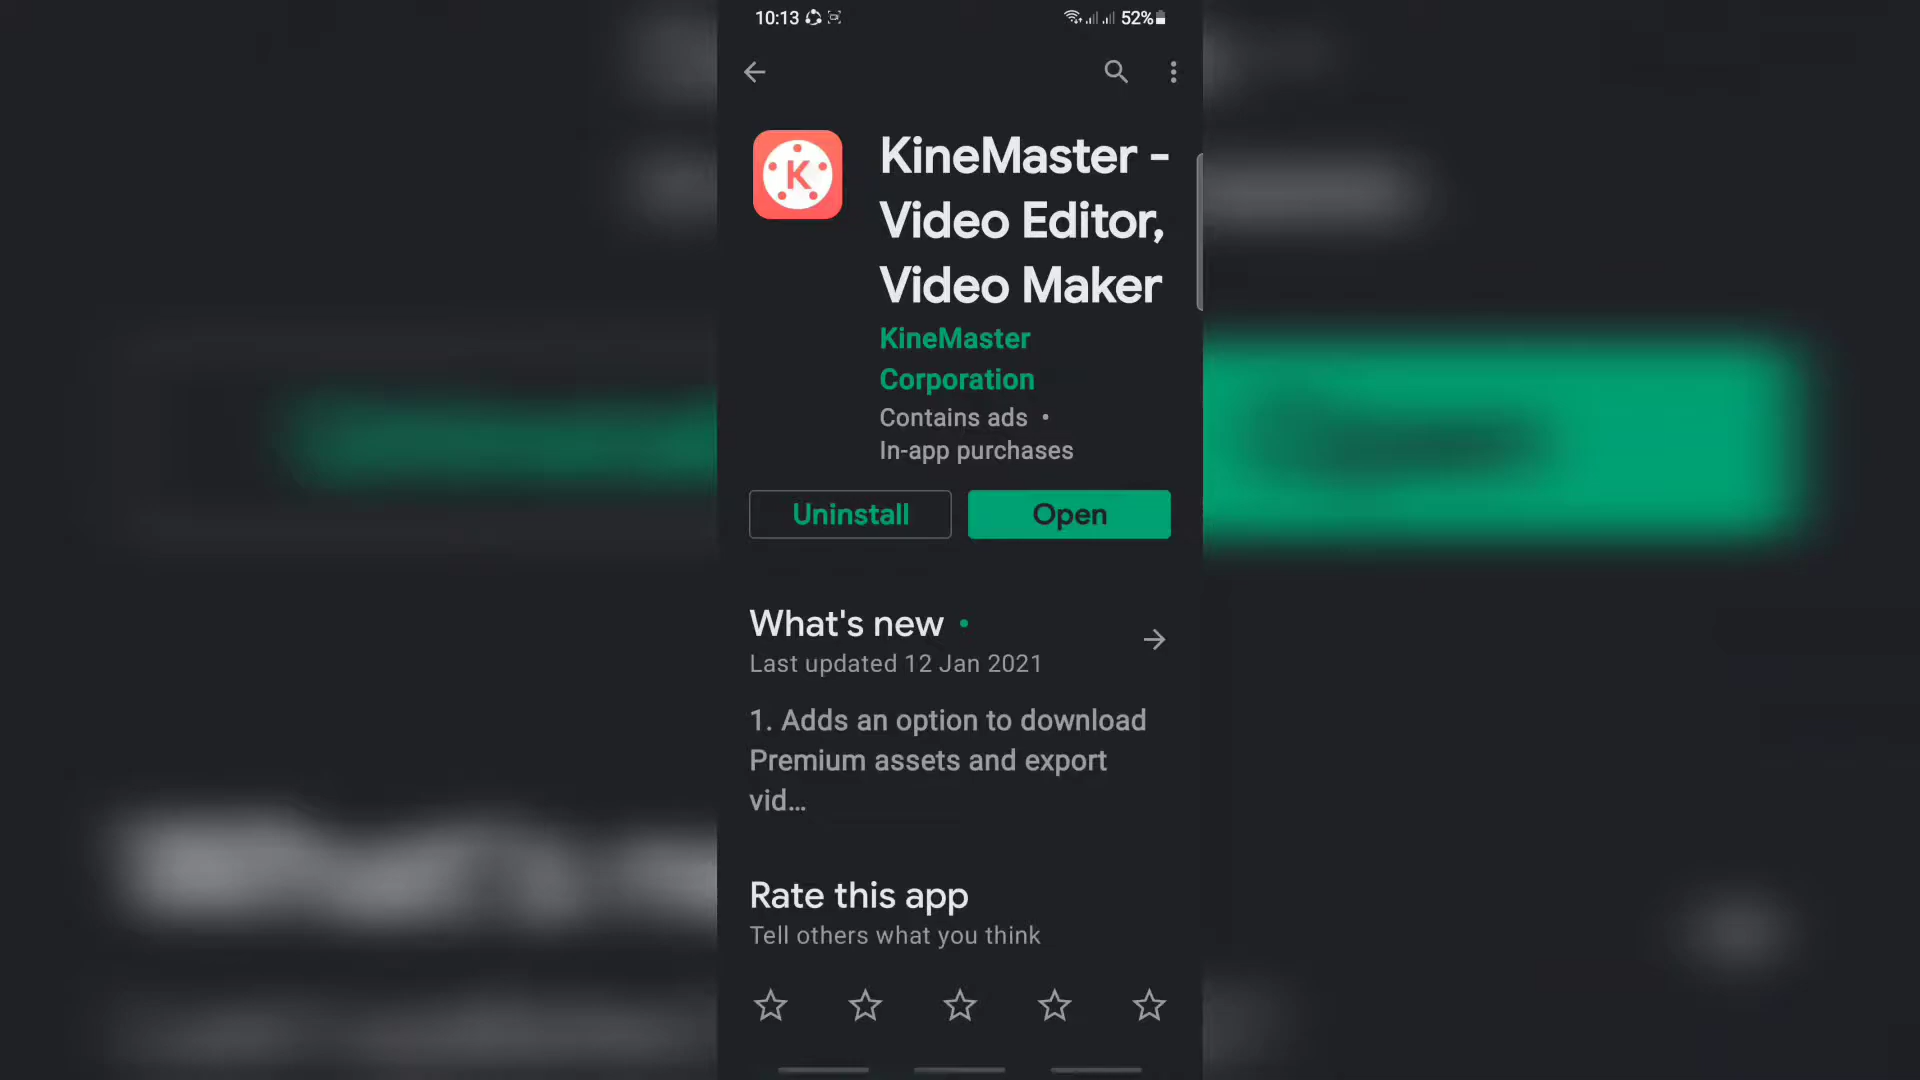 10:13
52%
K
KineMaster -
Video Editor,
Video Maker
KineMaster
Corporation
Contains ads •
In-app purchases
Uninstall
Open
What's new •
Last updated 12 Jan 2021
1. Adds an option to download
Premium assets and export
vid...
Rate this app
Tell others what you think